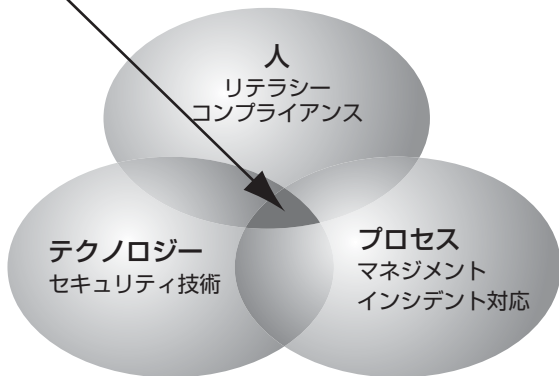 人
リテラシー
コンプライアンス
テクノロジー
セキュリティ技術
プロセス
マネジメント
インシデント対応